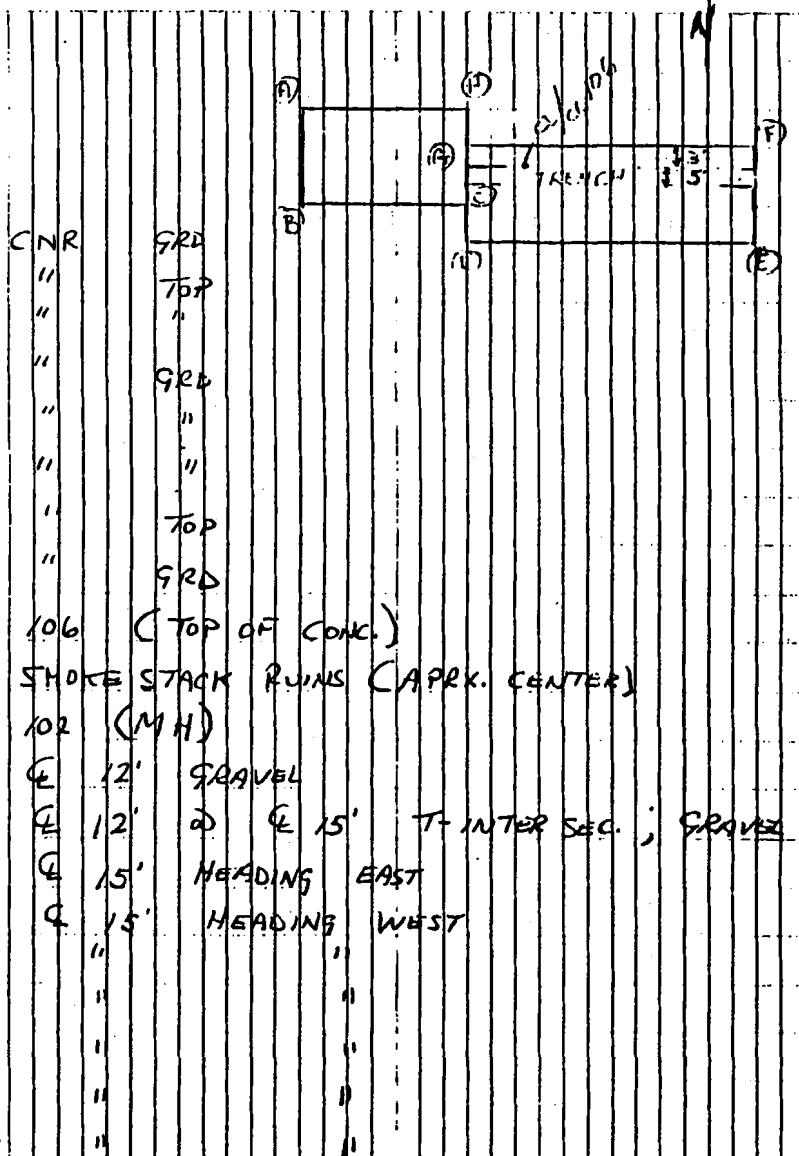 N
(A) (H)
(F)
(G) 3'
TRENCH 5'
(C)
B
(E)
CNR GRD
" TOP
" "
" GRD
" "
" "
" TOP
" GRD
106 (TOP OF CONC.)
SMOKE STACK RUINS (APRX. CENTER)
102 (MH)
℄ 12' GRAVEL
℄ 12' @ ℄ 15' T-INTERSEC. ; GRAVEL
℄ 15' HEADING EAST
℄ 15' HEADING WEST
" "
" "
" "
" "
" "